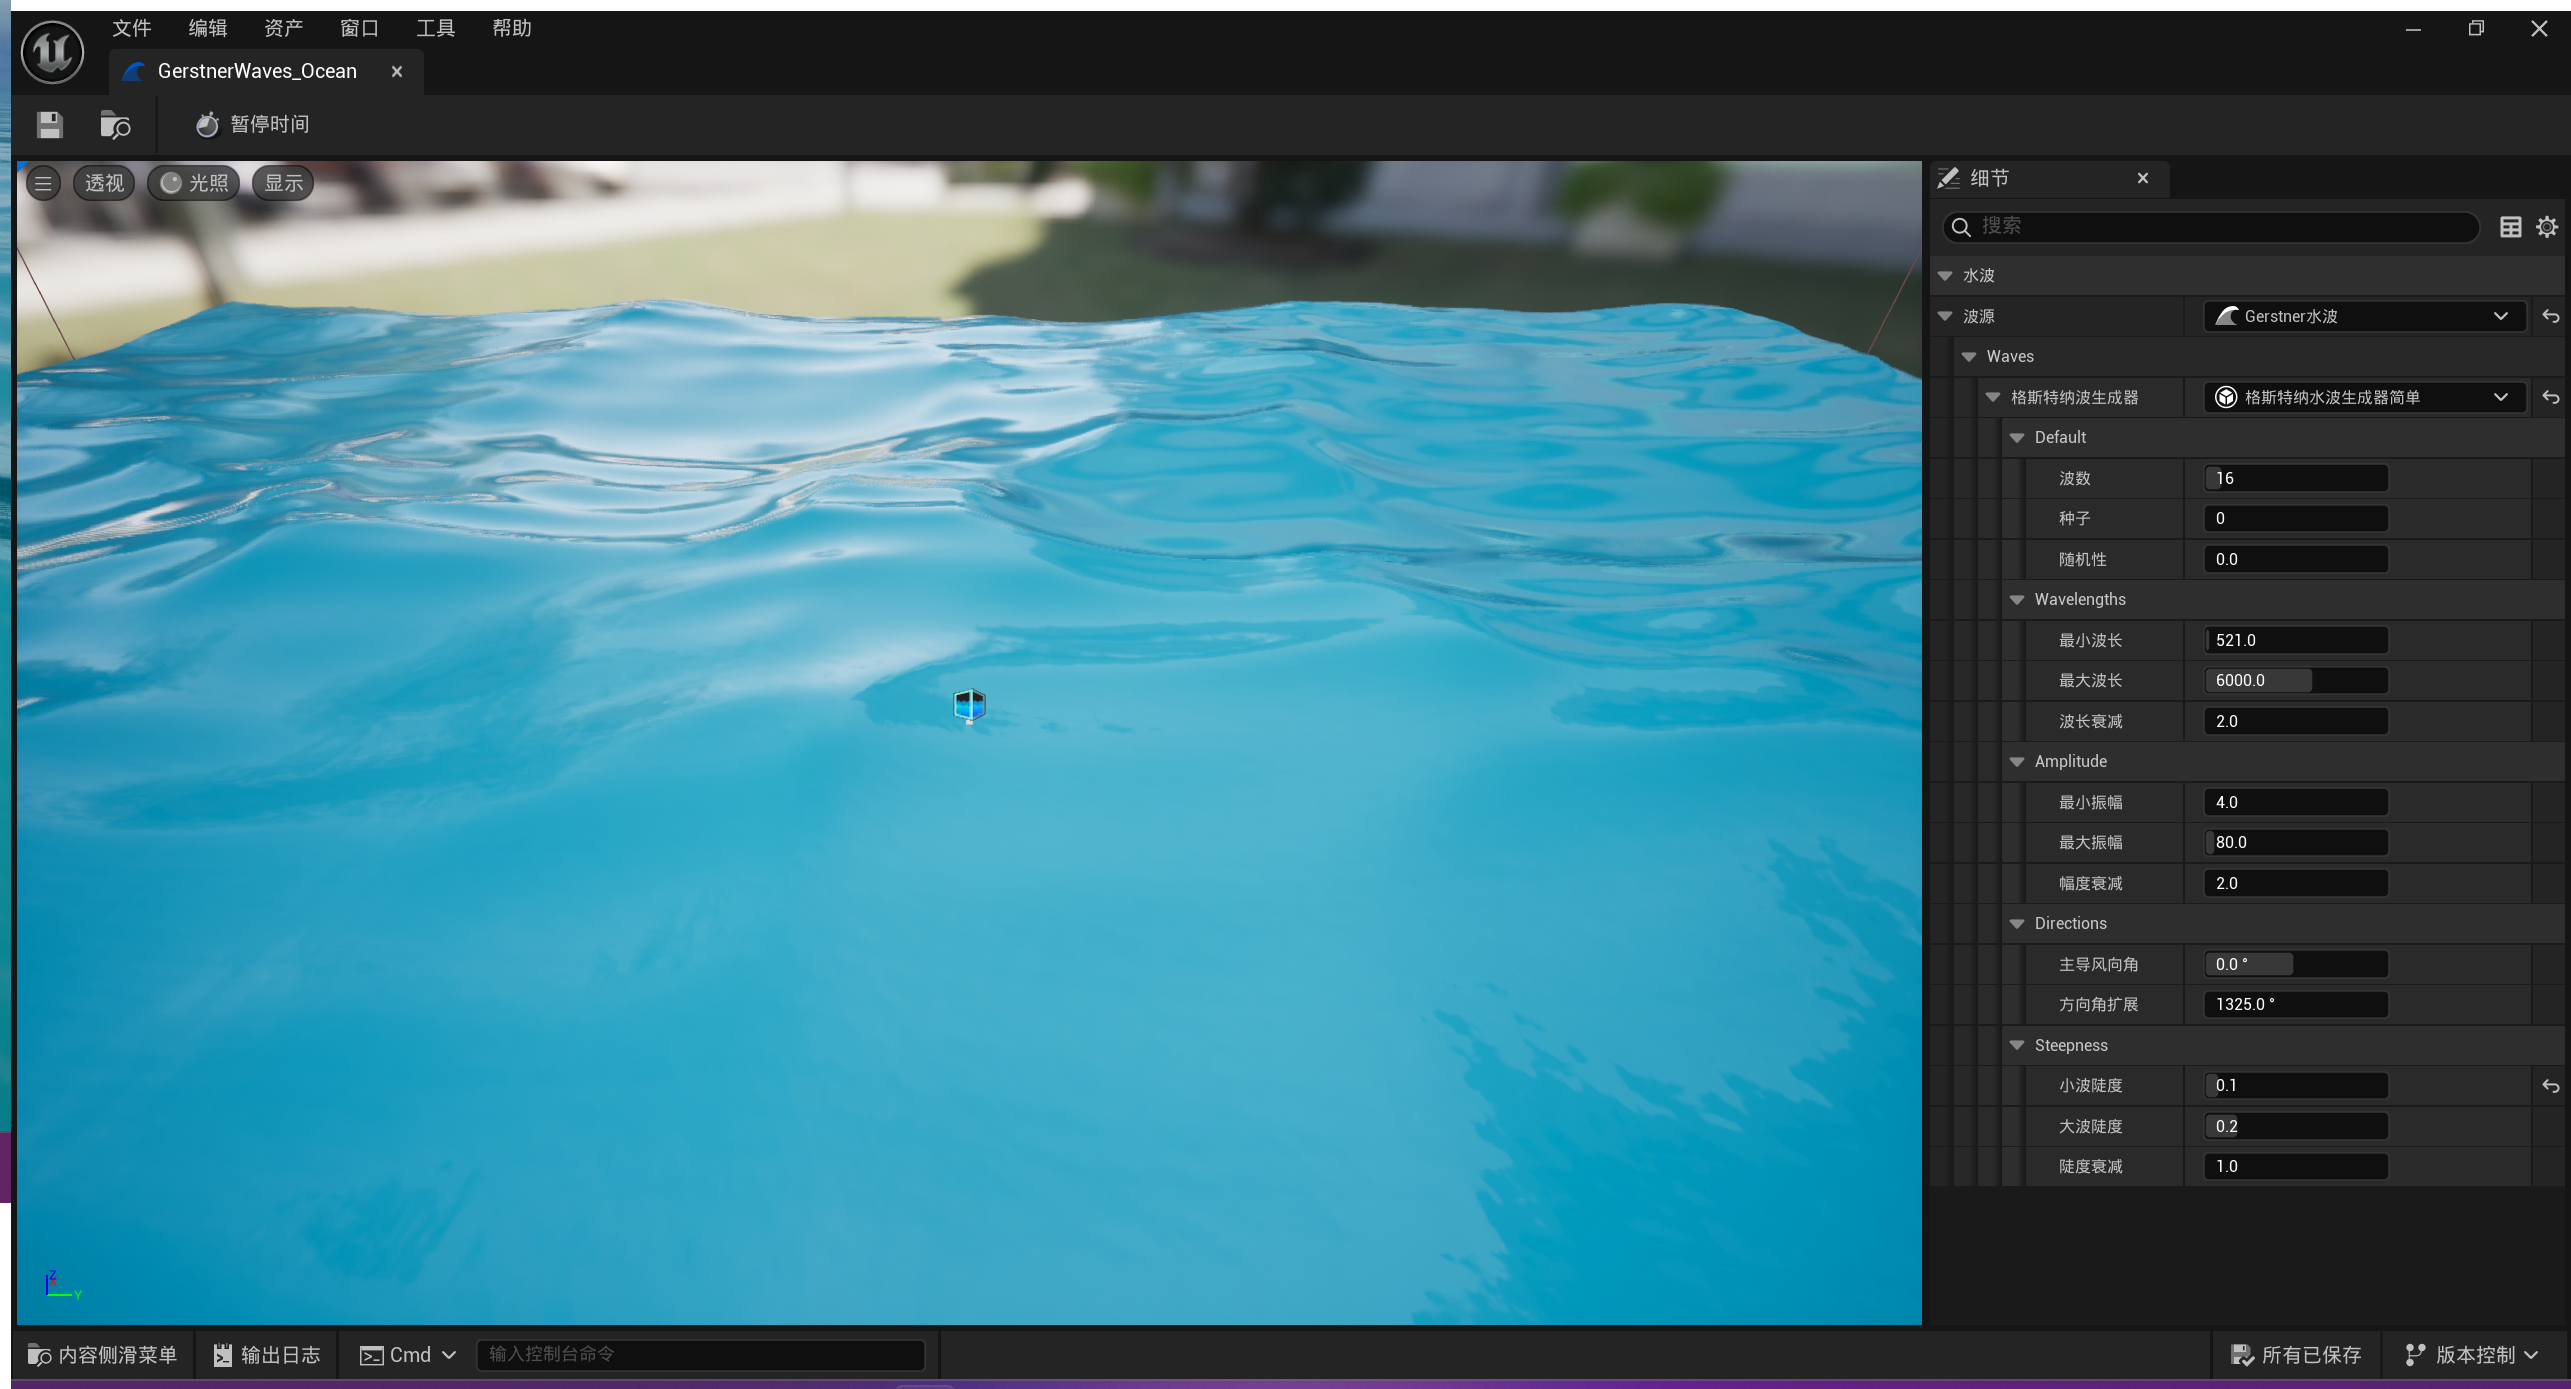 文件 编辑 资产 窗口 工具 帮助
GerstnerWaves_Ocean
暂停时间
透视 光照 显示
细节
搜索
水波
波源 Gerstner水波
Waves
格斯特纳波生成器 格斯特纳水波生成器简单
Default
波数 16
种子 0
随机性 0.0
Wavelengths
最小波长 521.0
最大波长 6000.0
波长衰减 2.0
Amplitude
最小振幅 4.0
最大振幅 80.0
幅度衰减 2.0
Directions
主导风向角 0.0 °
方向角扩展 1325.0 °
Steepness
小波陡度 0.1
大波陡度 0.2
陡度衰减 1.0
Z
X
Y
内容侧滑菜单 输出日志 Cmd 输入控制台命令 所有已保存 版本控制